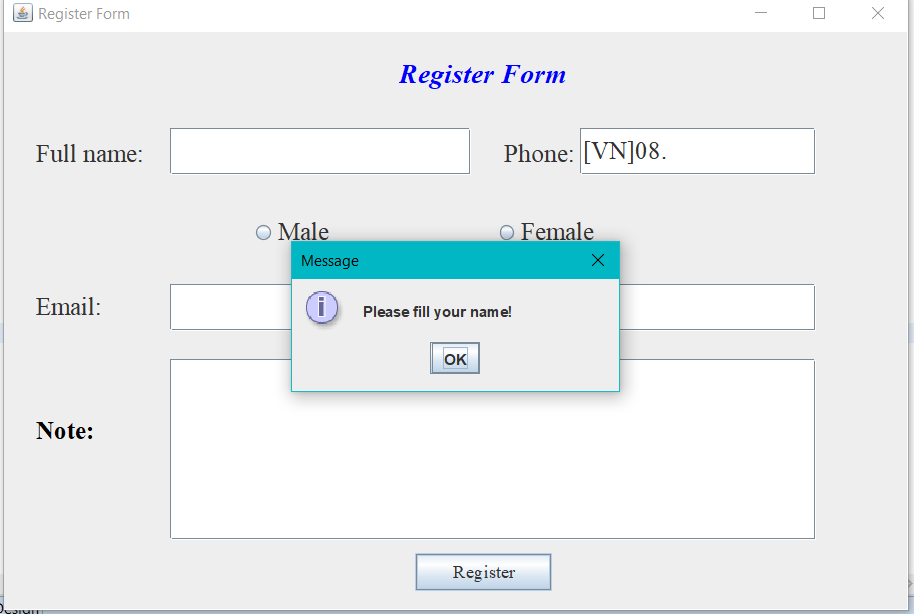 Register Form
Register Form
Full name:
Phone: [VN]08.
Male
Female
Message
Please fill your name!
OK
Email:
Note:
Register